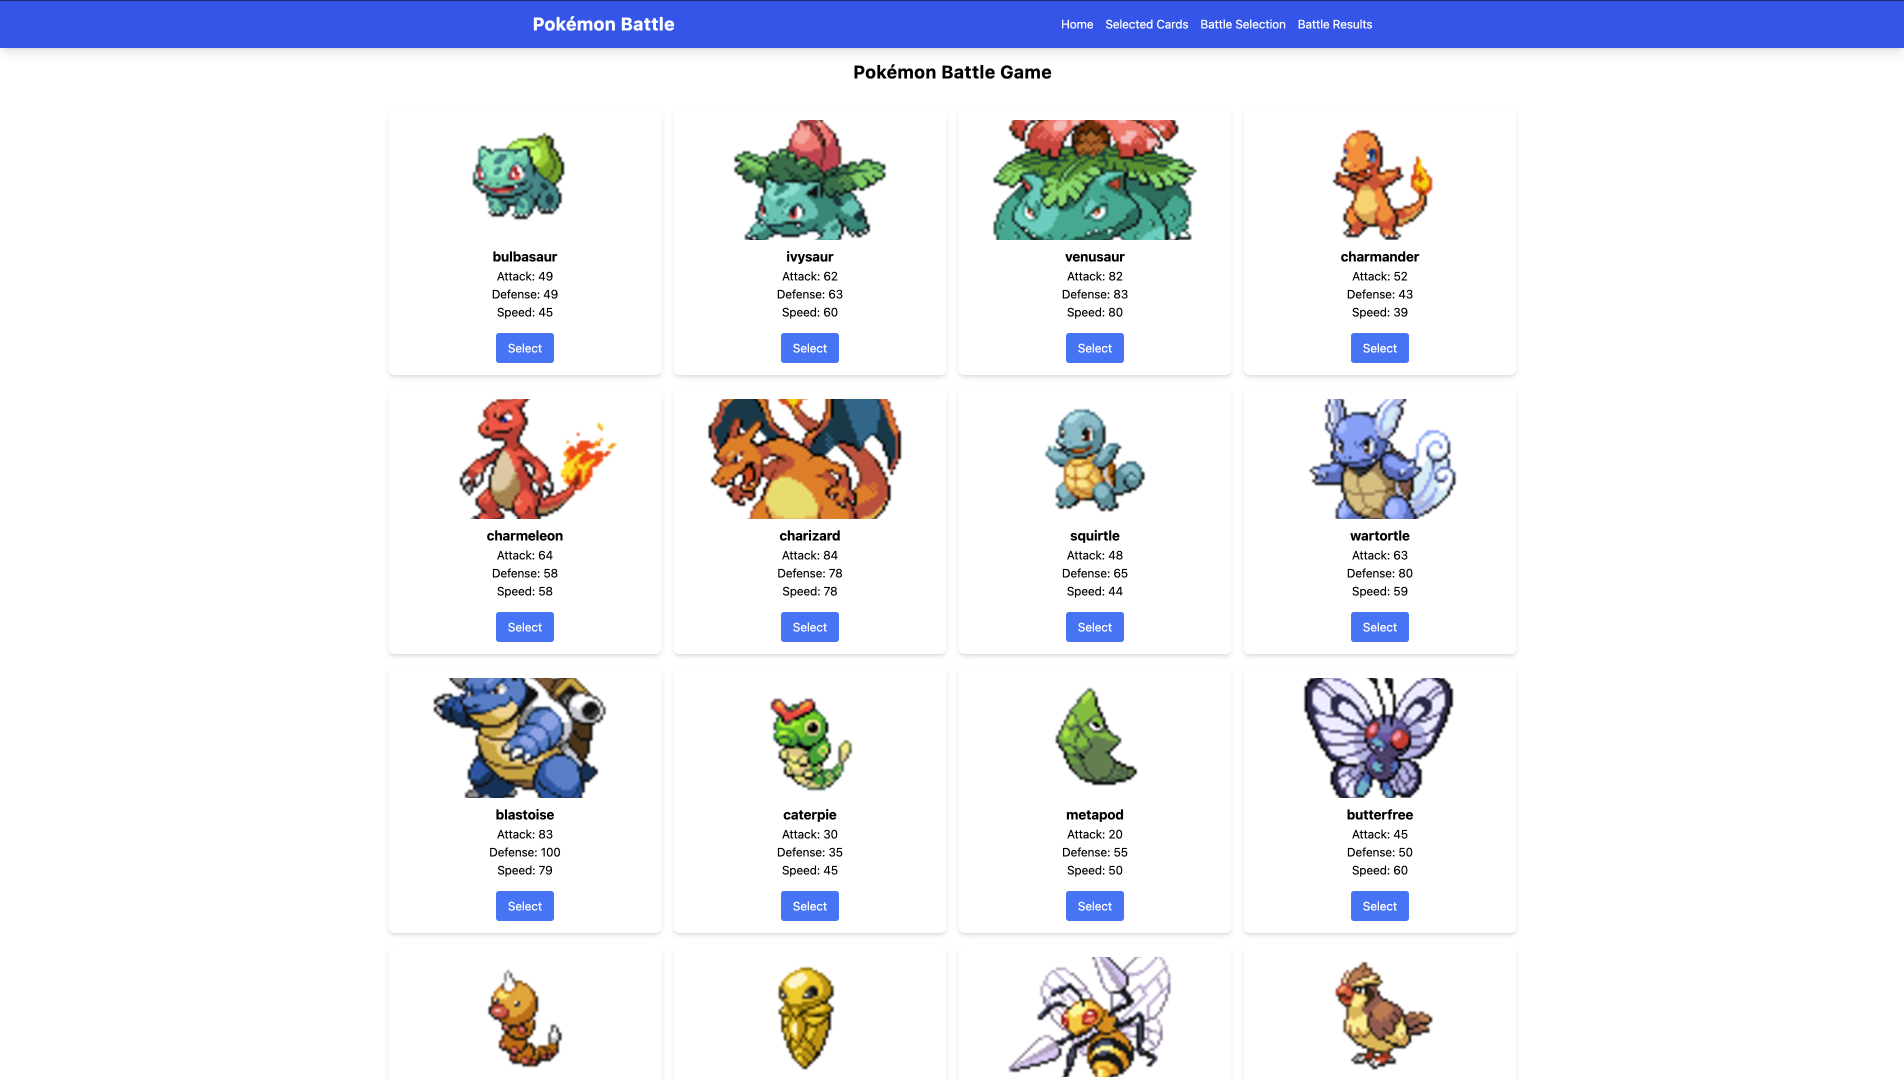 Pokémon Battle
Home Selected Cards Battle Selection Battle Results
Pokémon Battle Game
bulbasaur
Attack: 49
Defense: 49
Speed: 45
Select
ivysaur
Attack: 62
Defense: 63
Speed: 60
Select
venusaur
Attack: 82
Defense: 83
Speed: 80
Select
charmander
Attack: 52
Defense: 43
Speed: 39
Select
charmeleon
Attack: 64
Defense: 58
Speed: 58
Select
charizard
Attack: 84
Defense: 78
Speed: 78
Select
squirtle
Attack: 48
Defense: 65
Speed: 44
Select
wartortle
Attack: 63
Defense: 80
Speed: 59
Select
blastoise
Attack: 83
Defense: 100
Speed: 79
Select
caterpie
Attack: 30
Defense: 35
Speed: 45
Select
metapod
Attack: 20
Defense: 55
Speed: 50
Select
butterfree
Attack: 45
Defense: 50
Speed: 60
Select